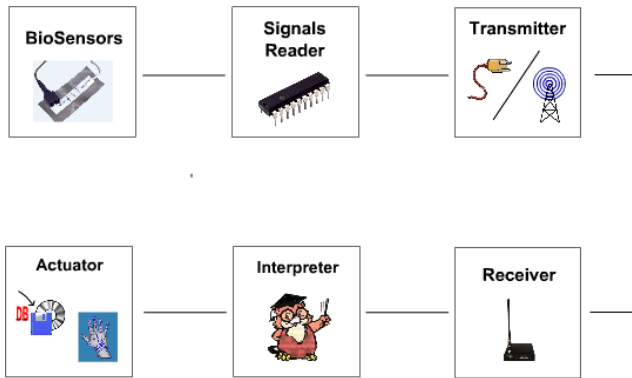 BioSensors
Signals
Reader
Transmitter
Actuator
DB
Interpreter
Receiver